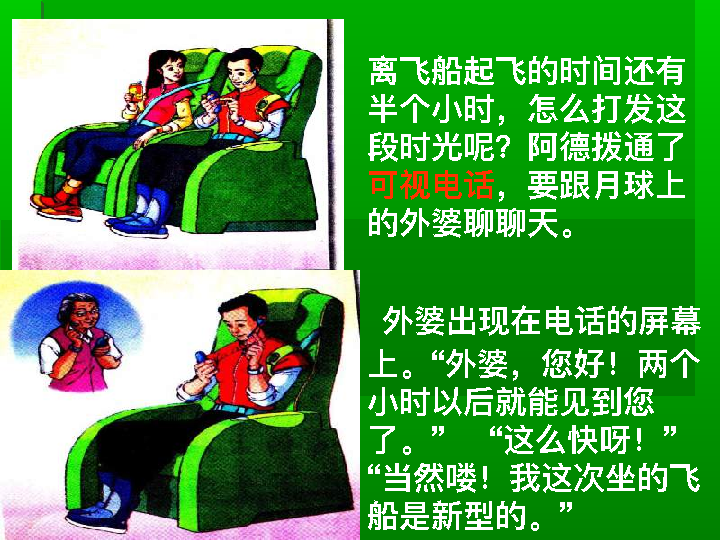 离飞船起飞的时间还有
半个小时，怎么打发这
段时光呢？阿德拨通了
可视电话，要跟月球上
的外婆聊聊天。
外婆出现在电话的屏幕
上。“外婆，您好！两个
小时以后就能见到您
了。” “这么快呀！”
“当然喽！我这次坐的飞
船是新型的。”